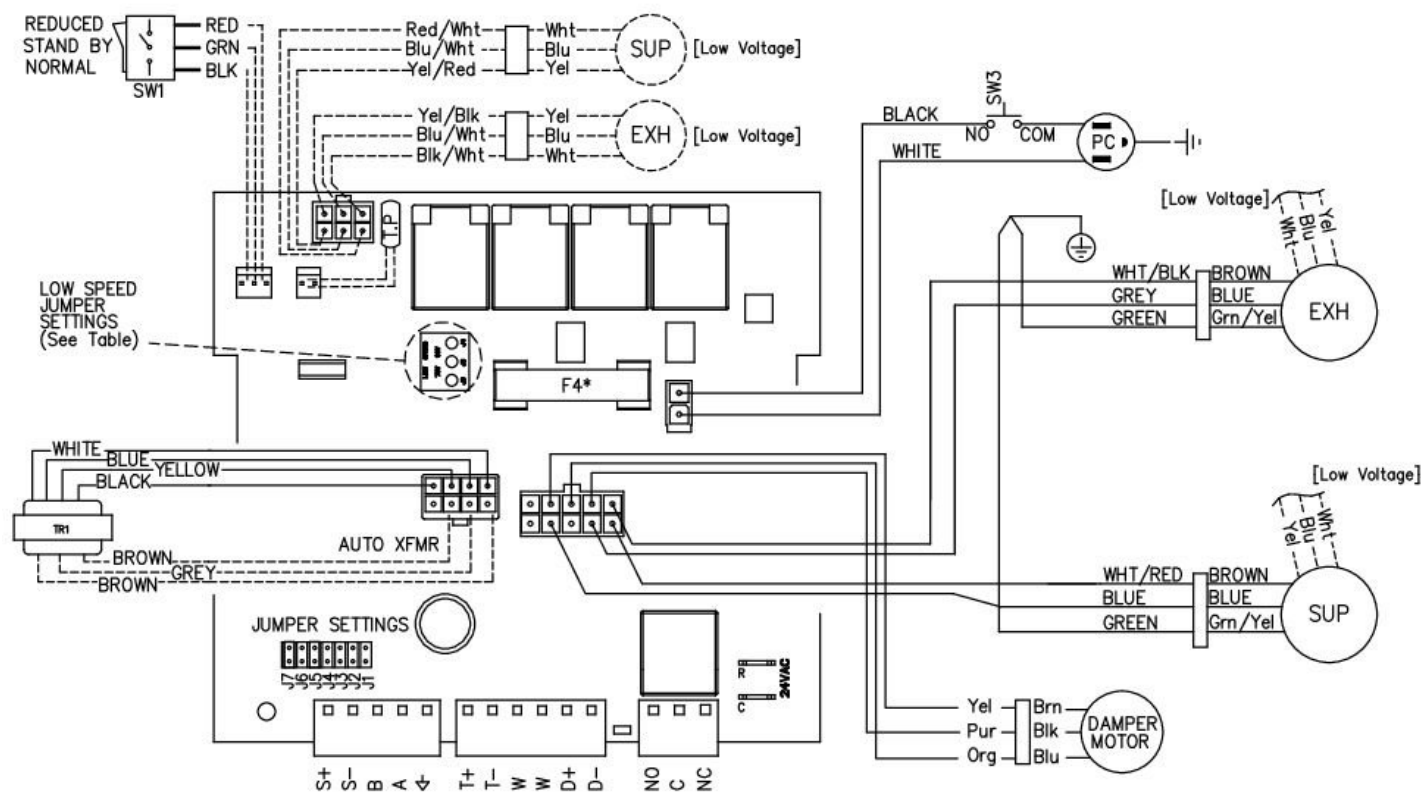 REDUCED RED
STAND BY GRN
NORMAL BLK
SW1
Red/Wht Wht
Blu/Wht Blu
Yel/Red Yel
SUP
[Low Voltage]
Yel/Blk Yel
Blu/Wht Blu
Blk/Wht Wht
EXH
[Low Voltage]
BLACK
SW3
NO COM
PC
WHITE
T.P
LOW SPEED
JUMPER
SETTINGS
(See Table)
F4*
[Low Voltage]
Wht
Blu
Yel
WHT/BLK BROWN
GREY BLUE
GREEN Grn/Yel
EXH
WHITE
BLUE
YELLOW
BLACK
TR1
AUTO XFMR
BROWN
GREY
BROWN
[Low Voltage]
Yel
Blu
Wht
WHT/RED BROWN
BLUE BLUE
GREEN Grn/Yel
SUP
JUMPER SETTINGS
J7 J6 J5 J4 J3 J2 J1
R
C
24VAC
Yel Brn
Pur Blk
Org Blu
DAMPER
MOTOR
S+ S- B A
T+ T- W W D+ D-
NO C NC